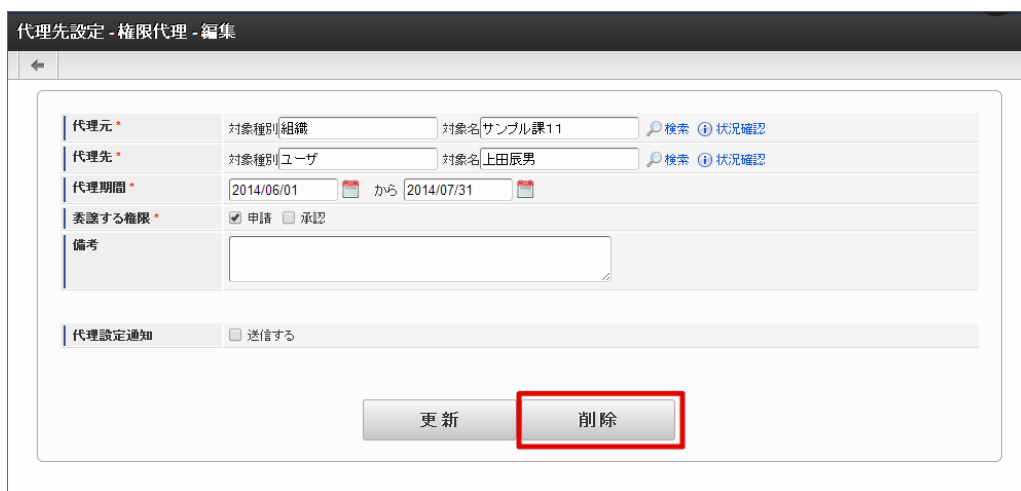 代理先設定 - 権限代理 - 編集
代理元 * 対象種別 組織 対象名 サンプル課11 検索 状況確認
代理先 * 対象種別 ユーザ 対象名 上田辰男 検索 状況確認
代理期間 * 2014/06/01 から 2014/07/31
委譲する権限 * 申請 承認
備考
代理設定通知 送信する
更新 削除